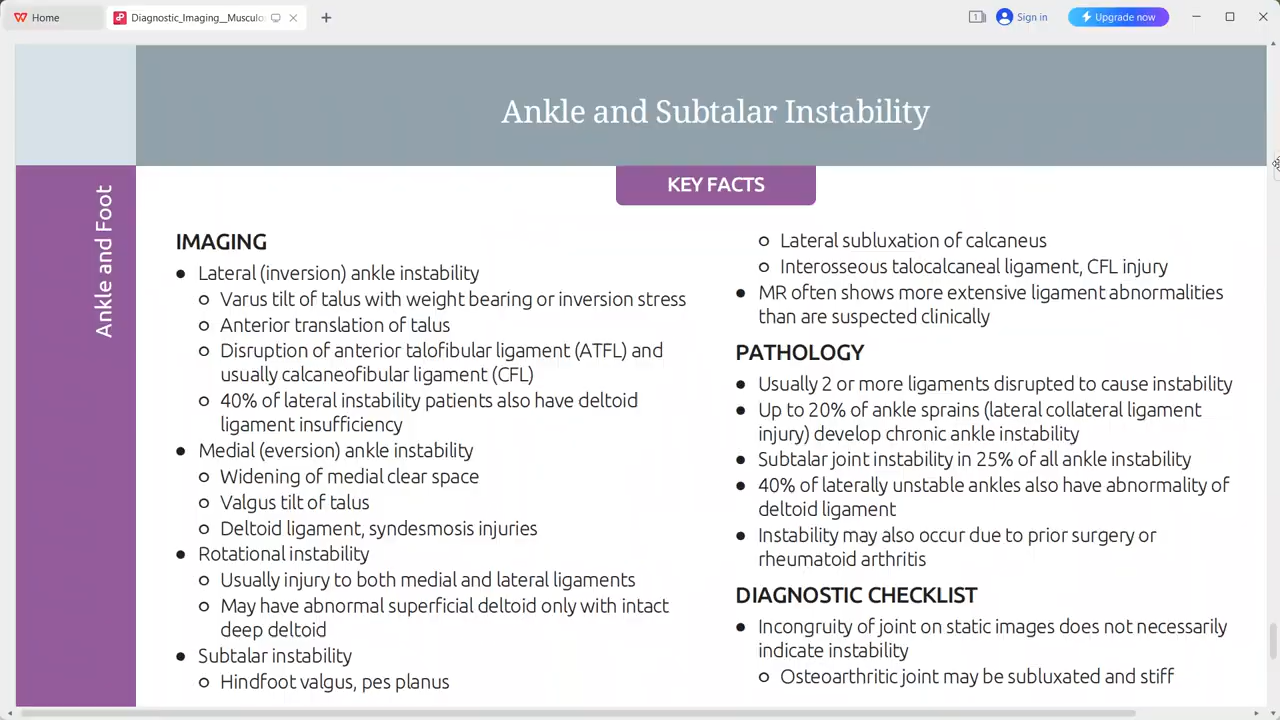 Home
Diagnostic_Imaging__Musculo
1
Sign in
Upgrade now
Ankle and Subtalar Instability
Ankle and Foot
KEY FACTS
IMAGING
• Lateral (inversion) ankle instability
o Varus tilt of talus with weight bearing or inversion stress
o Anterior translation of talus
o Disruption of anterior talofibular ligament (ATFL) and
usually calcaneofibular ligament (CFL)
o 40% of lateral instability patients also have deltoid
ligament insufficiency
• Medial (eversion) ankle instability
o Widening of medial clear space
o Valgus tilt of talus
o Deltoid ligament, syndesmosis injuries
• Rotational instability
o Usually injury to both medial and lateral ligaments
o May have abnormal superficial deltoid only with intact
deep deltoid
• Subtalar instability
o Hindfoot valgus, pes planus
o Lateral subluxation of calcaneus
o Interosseous talocalcaneal ligament, CFL injury
• MR often shows more extensive ligament abnormalities
than are suspected clinically
PATHOLOGY
• Usually 2 or more ligaments disrupted to cause instability
• Up to 20% of ankle sprains (lateral collateral ligament
injury) develop chronic ankle instability
• Subtalar joint instability in 25% of all ankle instability
• 40% of laterally unstable ankles also have abnormality of
deltoid ligament
• Instability may also occur due to prior surgery or
rheumatoid arthritis
DIAGNOSTIC CHECKLIST
• Incongruity of joint on static images does not necessarily
indicate instability
o Osteoarthritic joint may be subluxated and stiff